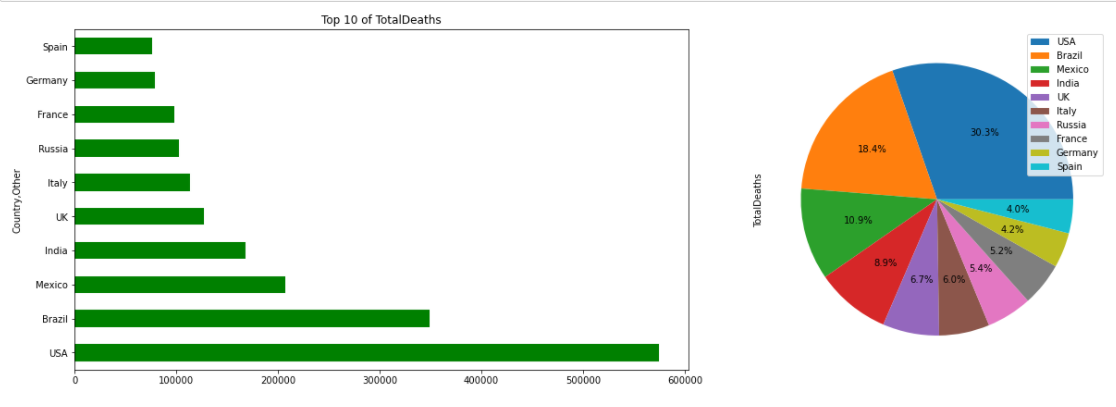 Top 10 of TotalDeaths
Country,Other
Spain
Germany
France
Russia
Italy
UK
India
Mexico
Brazil
USA
0 100000 200000 300000 400000 500000 600000
TotalDeaths
USA
Brazil
Mexico
India
UK
Italy
Russia
France
Germany
Spain
30.3%
18.4%
10.9%
8.9%
6.7%
6.0%
5.4%
5.2%
4.2%
4.0%